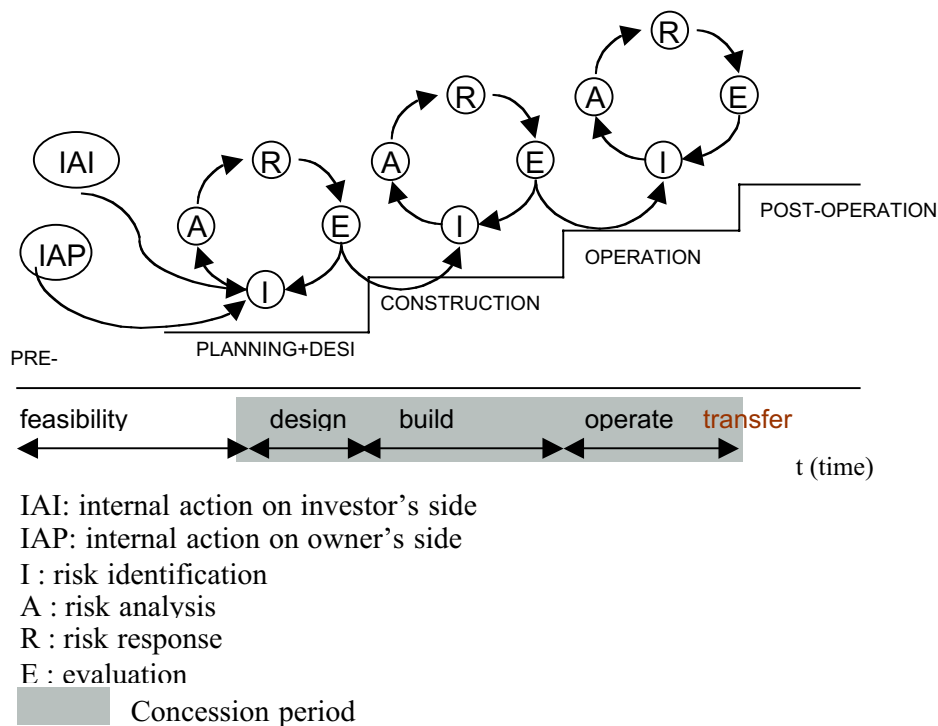 R
A
E
I
R
A
E
I
IAI
R
A
E
I
IAP
POST-OPERATION
OPERATION
CONSTRUCTION
PLANNING+DESI
PRE-
feasibility design build operate transfer
t (time)
IAI: internal action on investor's side
IAP: internal action on owner's side
I : risk identification
A : risk analysis
R : risk response
E : evaluation
Concession period